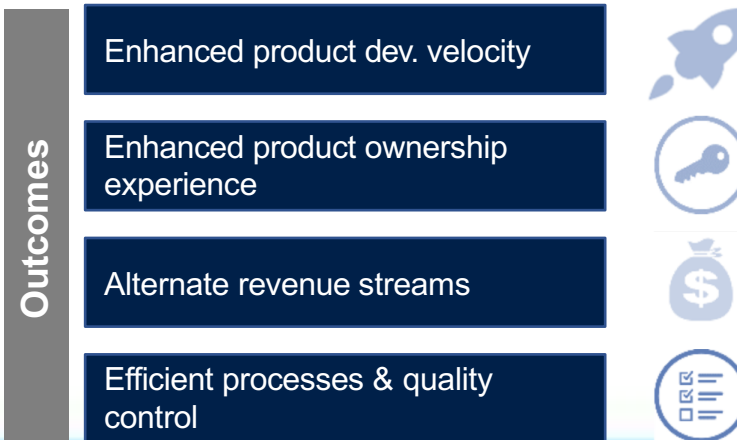 Outcomes
Enhanced product dev. velocity
Enhanced product ownership
experience
Alternate revenue streams
$
Efficient processes & quality
control